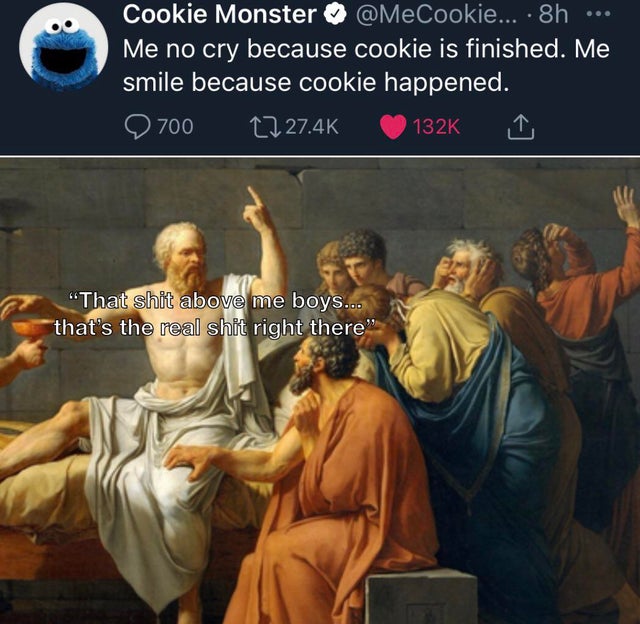 Cookie Monster @MeCookie... · 8h ...
Me no cry because cookie is finished. Me
smile because cookie happened.
700 27.4K 132K
“That shit above me boys...
that’s the real shit right there”